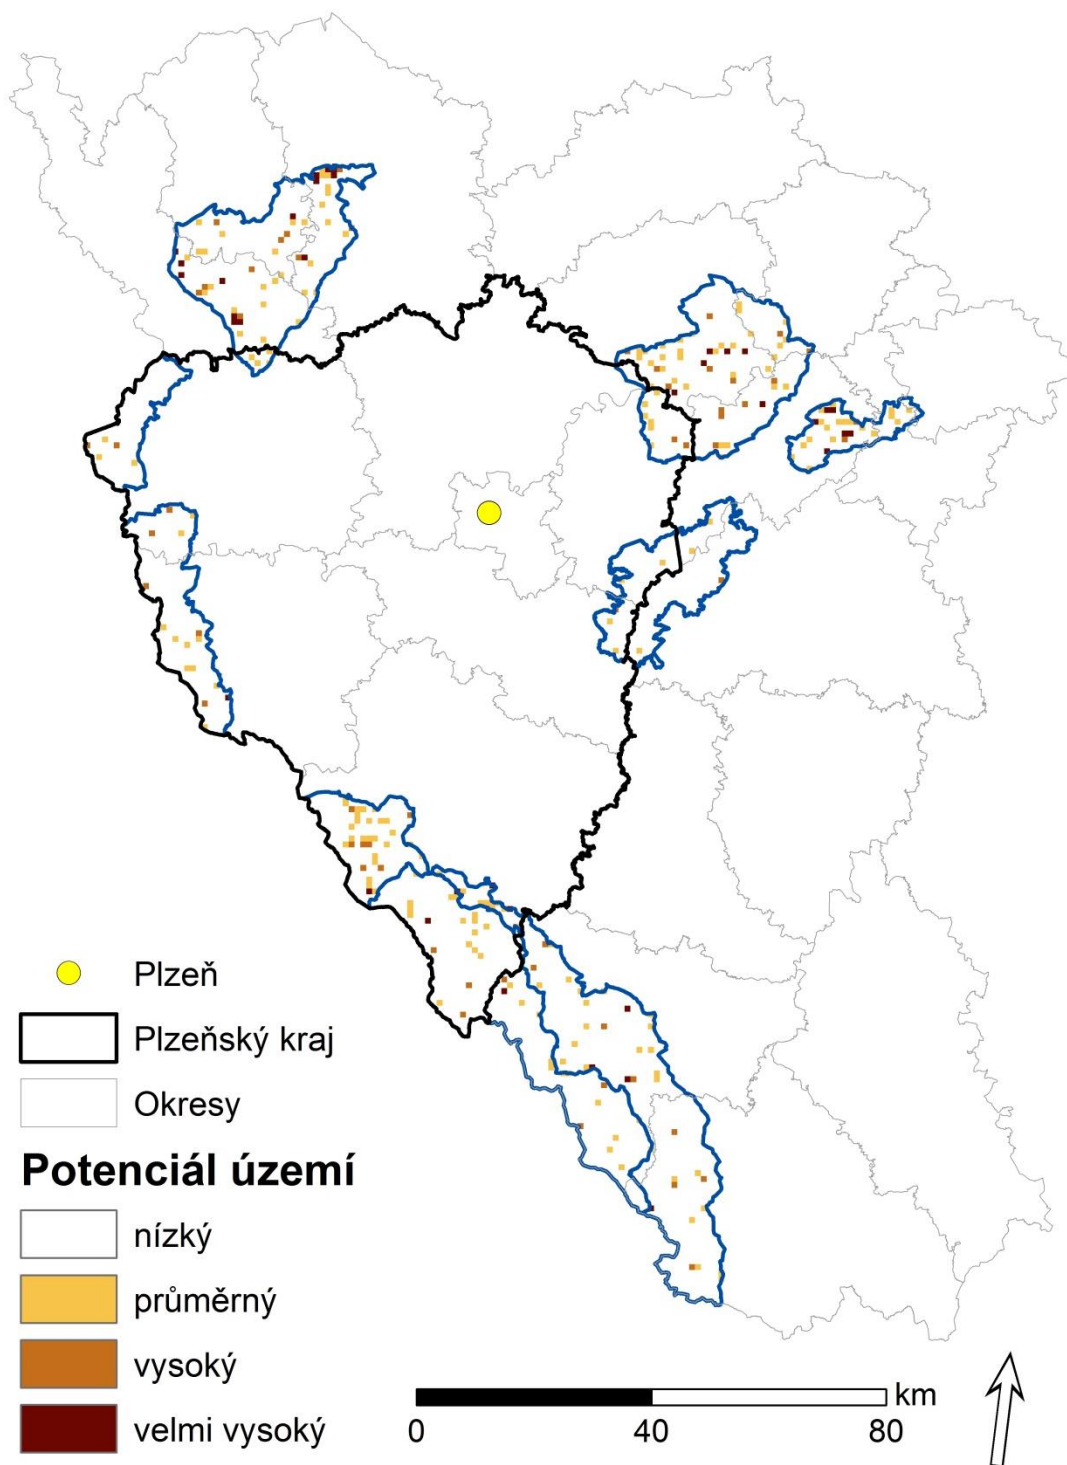 Plzeň
Plzeňský kraj
Okresy
Potenciál území
nízký
průměrný
vysoký
velmi vysoký
km
0 40 80